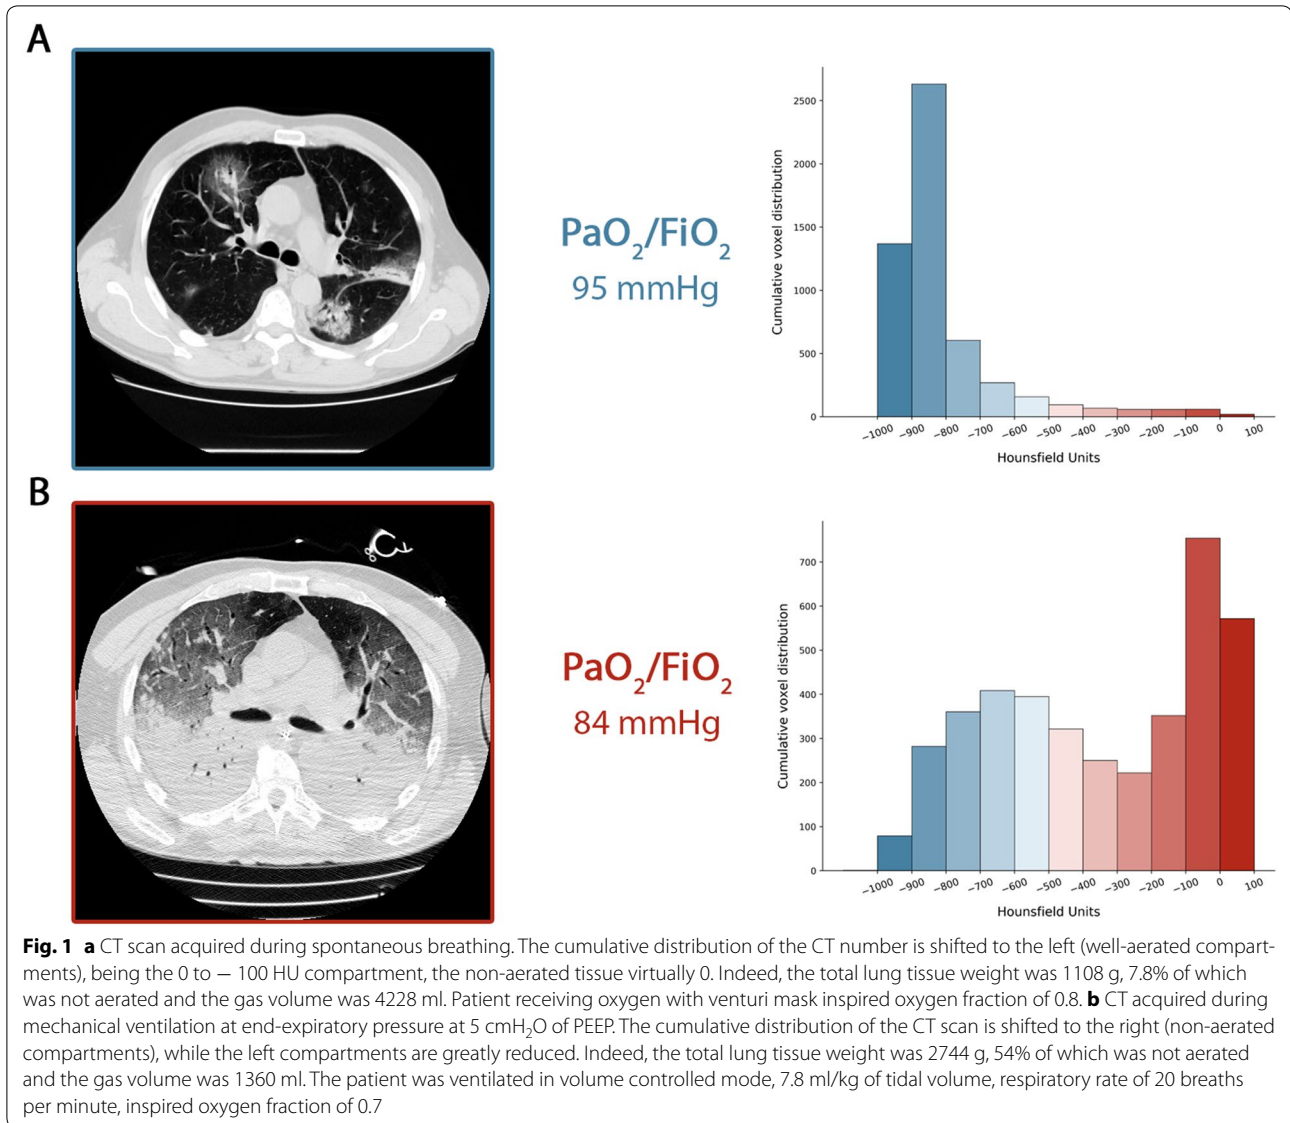 A
PaO2/FiO2
95 mmHg
Cumulative voxel distribution
2500
2000
1500
1000
500
0
−1000 −900 −800 −700 −600 −500 −400 −300 −200 −100 0 100
Hounsfield Units
B
PaO2/FiO2
84 mmHg
Cumulative voxel distribution
700
600
500
400
300
200
100
0
−1000 −900 −800 −700 −600 −500 −400 −300 −200 −100 0 100
Hounsfield Units
Fig. 1 a CT scan acquired during spontaneous breathing. The cumulative distribution of the CT number is shifted to the left (well-aerated compart-
ments), being the 0 to − 100 HU compartment, the non-aerated tissue virtually 0. Indeed, the total lung tissue weight was 1108 g, 7.8% of which
was not aerated and the gas volume was 4228 ml. Patient receiving oxygen with venturi mask inspired oxygen fraction of 0.8. b CT acquired during
mechanical ventilation at end-expiratory pressure at 5 cmH2O of PEEP. The cumulative distribution of the CT scan is shifted to the right (non-aerated
compartments), while the left compartments are greatly reduced. Indeed, the total lung tissue weight was 2744 g, 54% of which was not aerated
and the gas volume was 1360 ml. The patient was ventilated in volume controlled mode, 7.8 ml/kg of tidal volume, respiratory rate of 20 breaths
per minute, inspired oxygen fraction of 0.7